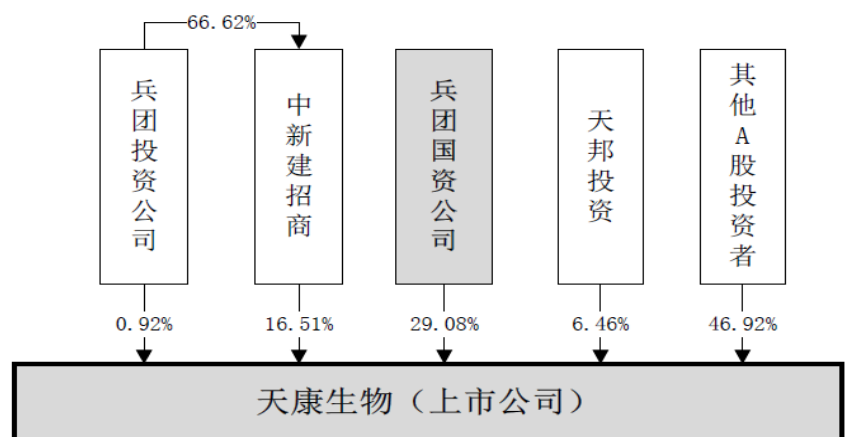 66.62%
兵团投资公司
中新建招商
兵团国资公司
天邦投资
其他A股投资者
0.92%
16.51%
29.08%
6.46%
46.92%
天康生物（上市公司）